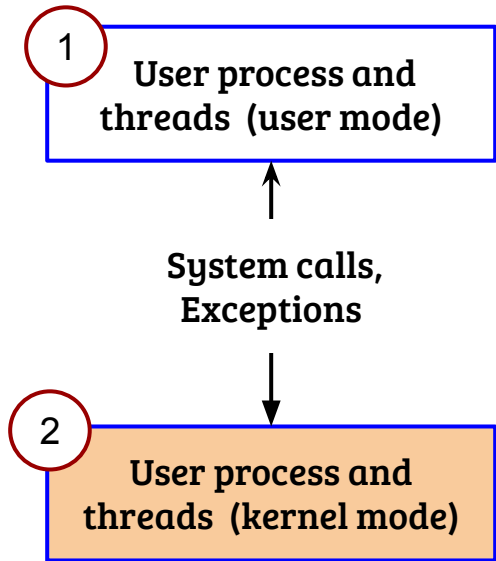 1
User process and
threads (user mode)
System calls,
Exceptions
2
User process and
threads (kernel mode)